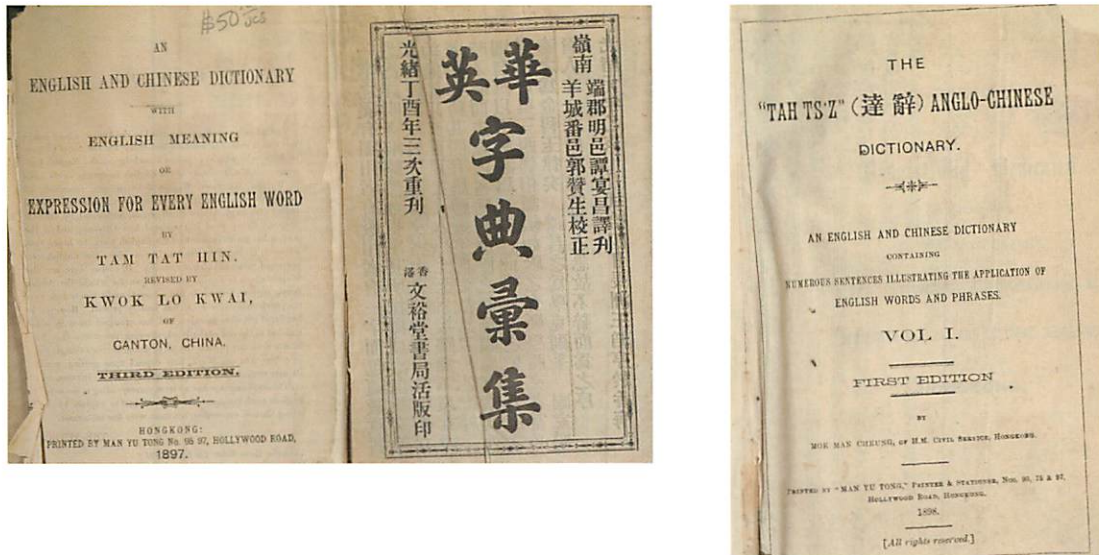 $50
AN
ENGLISH AND CHINESE DICTIONARY
WITH
ENGLISH MEANING
OR
EXPRESSION FOR EVERY ENGLISH WORD
BY
TAM TAT HIN.
REVISED BY
KWOK LO KWAI,
OF
CANTON, CHINA.
THIRD EDITION.
HONGKONG:
PRINTED BY MAN YU TONG No. 95 97, HOLLYWOOD ROAD,
1897.
嶺南
端郡明邑譚宴昌譯刋
羊城番邑郭贊生校正
華英字典彙集
光緒丁酉年三次重刋
香港
文裕堂書局活版印
THE
"TAH TS'Z" (達辭) ANGLO-CHINESE
DICTIONARY.
AN ENGLISH AND CHINESE DICTIONARY
CONTAINING
NUMEROUS SENTENCES ILLUSTRATING THE APPLICATION OF
ENGLISH WORDS AND PHRASES.
VOL I.
FIRST EDITION
BY
MOK MAN CHEUNG, OF H.M. CIVIL SERVICE, HONGKONG.
PRINTED BY "MAN YU TONG," PRINTER & STATIONER, NOS.
HOLLYWOOD ROAD, HONGKONG.
1898.
[All rights reserved.]